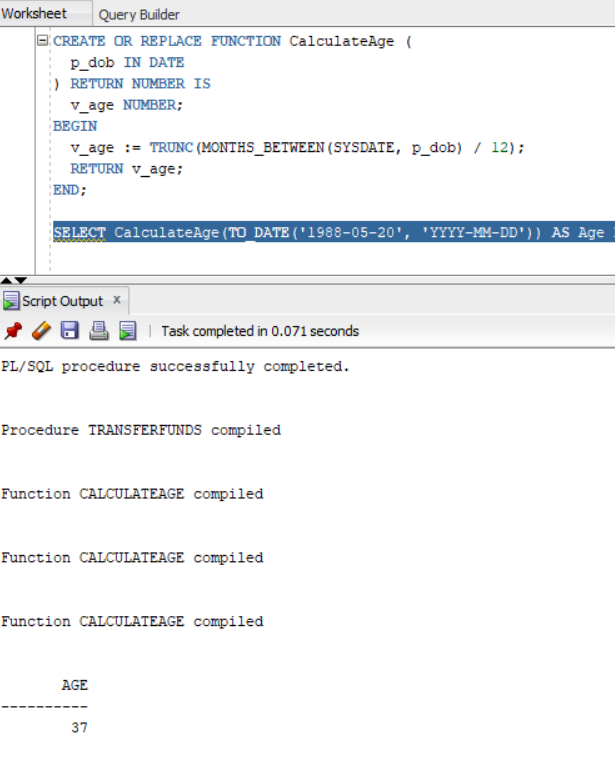 Worksheet Query Builder
CREATE OR REPLACE FUNCTION CalculateAge (
p_dob IN DATE
) RETURN NUMBER IS
v_age NUMBER;
BEGIN
v_age := TRUNC(MONTHS_BETWEEN(SYSDATE, p_dob) / 12);
RETURN v_age;
END;
SELECT CalculateAge(TO_DATE('1988-05-20', 'YYYY-MM-DD')) AS Age
Script Output x
Task completed in 0.071 seconds
PL/SQL procedure successfully completed.
Procedure TRANSFERFUNDS compiled
Function CALCULATEAGE compiled
Function CALCULATEAGE compiled
Function CALCULATEAGE compiled
AGE
----------
37